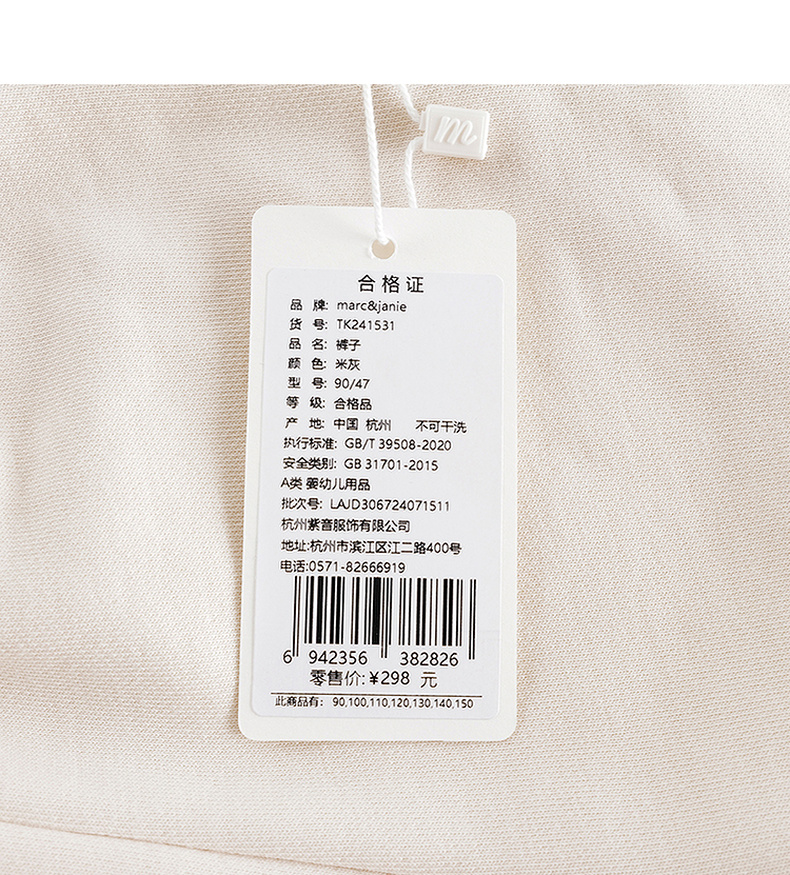 m
合格证
品 牌: marc&janie
货 号: TK241531
品 名: 裤子
颜 色: 米灰
型 号: 90/47
等 级: 合格品
产 地: 中国 杭州 不可干洗
执行标准: GB/T 39508-2020
安全类别: GB 31701-2015
A类 婴幼儿用品
批次号: LAJD306724071511
杭州紫音服饰有限公司
地址:杭州市滨江区江二路400号
电话:0571-82666919
6 942356 382826
零售价:¥298 元
此商品有: 90,100,110,120,130,140,150